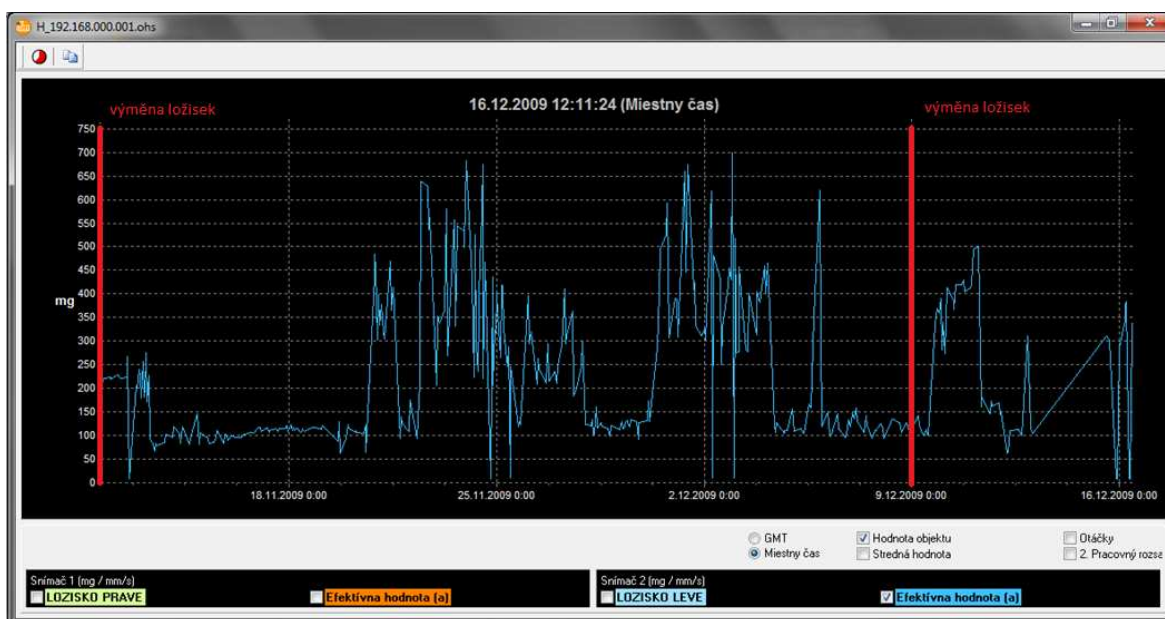 H_192.168.000.001.ohs
16.12.2009 12:11:24 (Miestny čas)
výměna ložisek
výměna ložisek
750
700
650
600
550
500
450
mg
400
350
300
250
200
150
100
50
0
18.11.2009 0:00
25.11.2009 0:00
2.12.2009 0:00
9.12.2009 0:00
16.12.2009 0:00
GMT
Hodnota objektu
Otáčky
Miestny čas
Stredná hodnota
2. Pracovný rozsa
Snímač 1 (mg / mm/s)
LOZISKO PRAVE
Efektívna hodnota (a)
Snímač 2 (mg / mm/s)
LOZISKO LEVE
Efektívna hodnota (a)